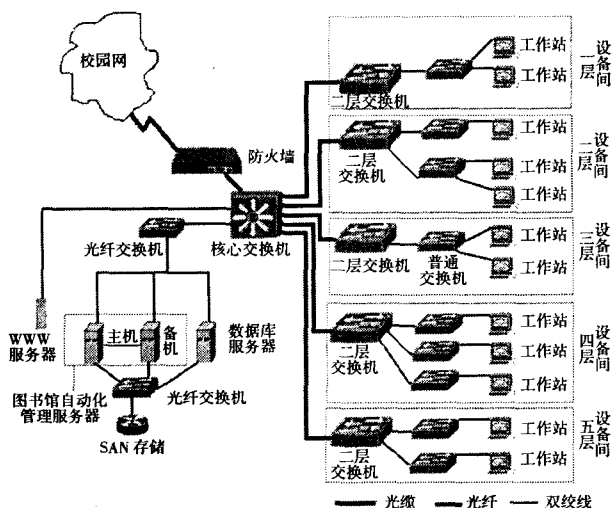 校园网
防火墙
核心交换机
光纤交换机
WWW
服务器
主机
备
机
数据库
服务器
图书馆自动化
管理服务器
光纤交换机
SAN 存储
二层交换机
工作站
工作站
一层
设备间
二层
交换机
工作站
工作站
工作站
二层
设备间
二层交换机
普通
交换机
工作站
工作站
三层
设备间
二层
交换机
工作站
工作站
工作站
四层
设备间
二层
交换机
工作站
工作站
五层
设备间
光缆
光纤
双绞线